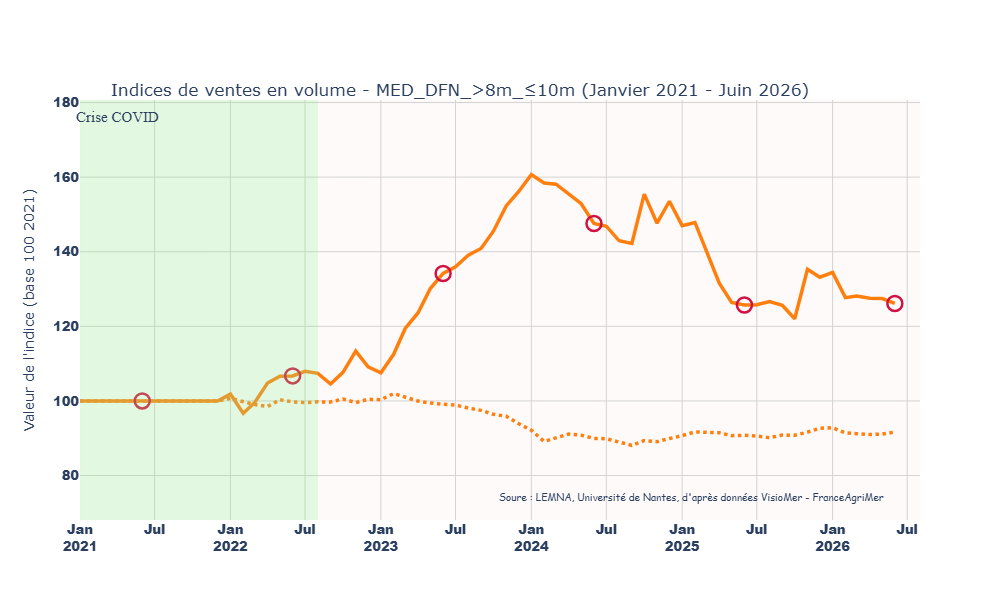 Indices de ventes en volume - MED_DFN_>8m_≤10m (Janvier 2021 - Juin 2026)
Crise COVID
Valeur de l'indice (base 100 2021)
180
160
140
120
100
80
Soure : LEMNA, Université de Nantes, d'après données VisioMer - FranceAgriMer
Jan Jul Jan Jul Jan Jul Jan Jul Jan Jul Jan Jul
2021 2022 2023 2024 2025 2026